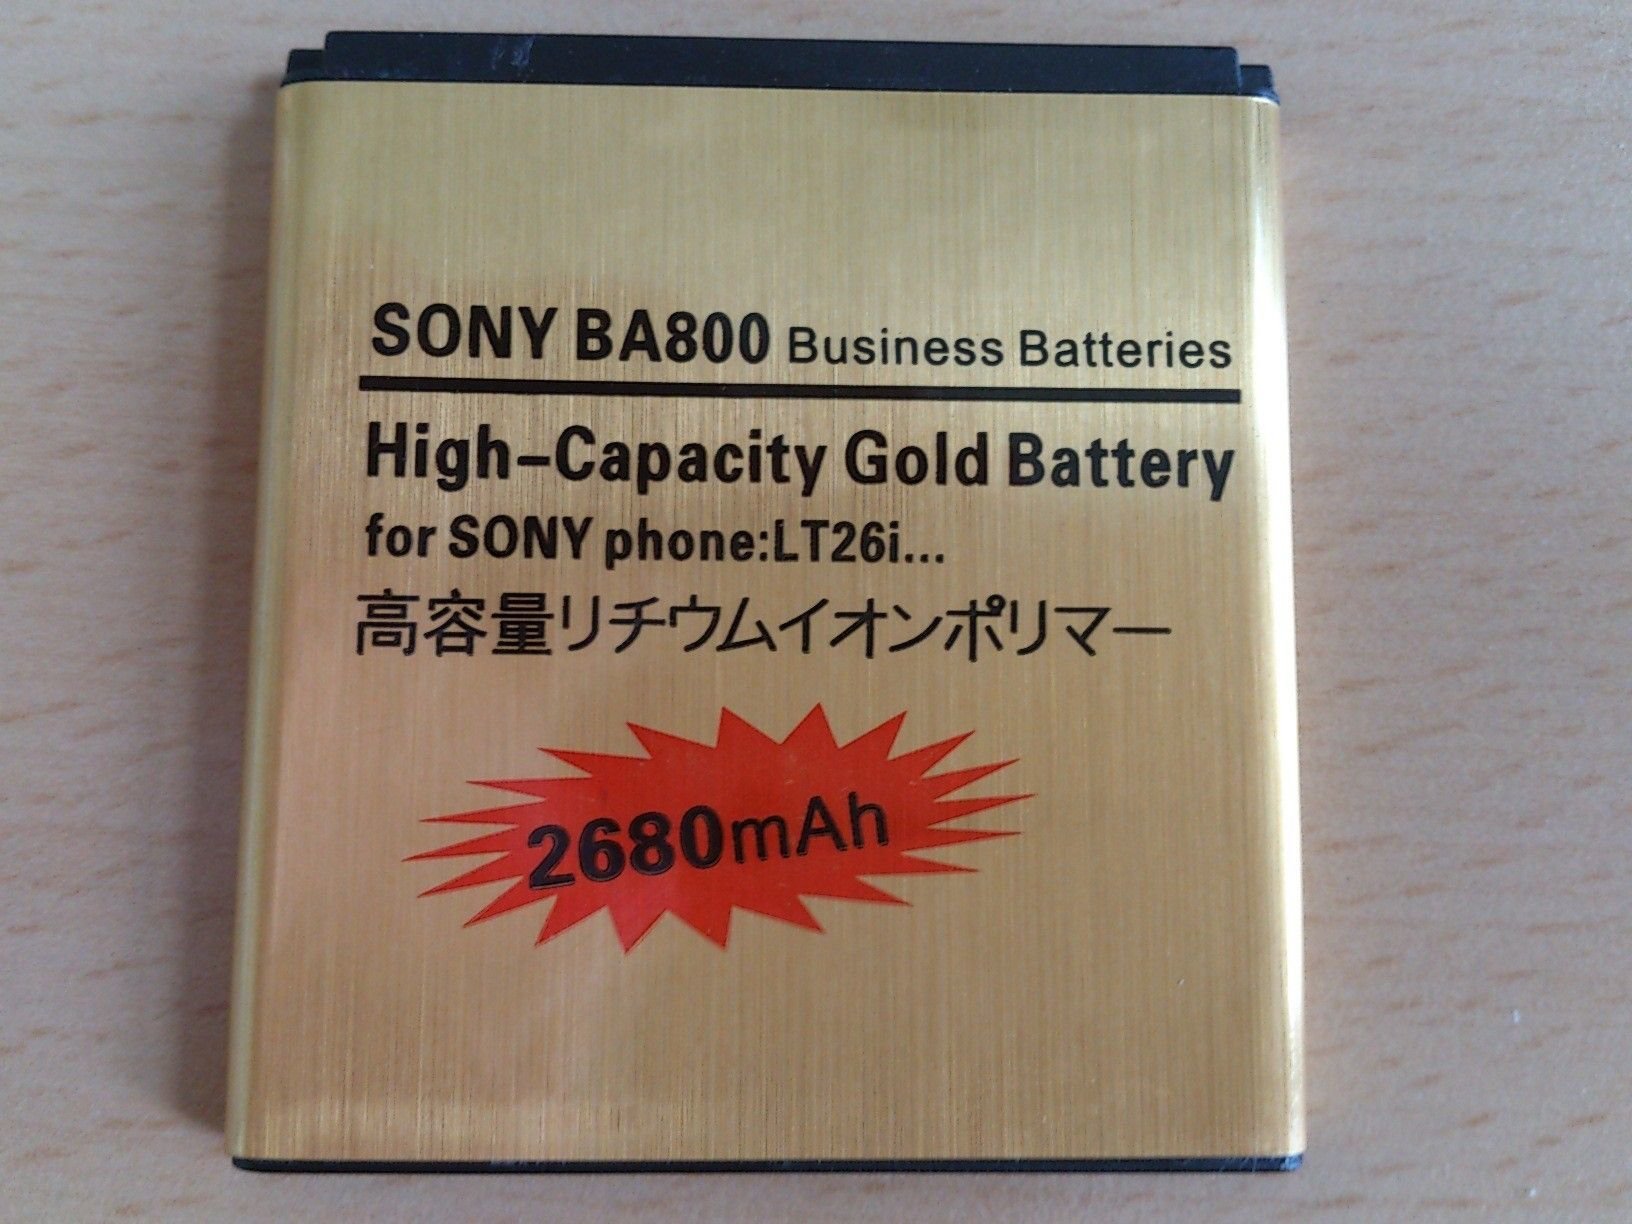 SONY BA800 Business Batteries
High-Capacity Gold Battery
for SONY phone:LT26i...
高容量リチウムイオンポリマー
2680mAh